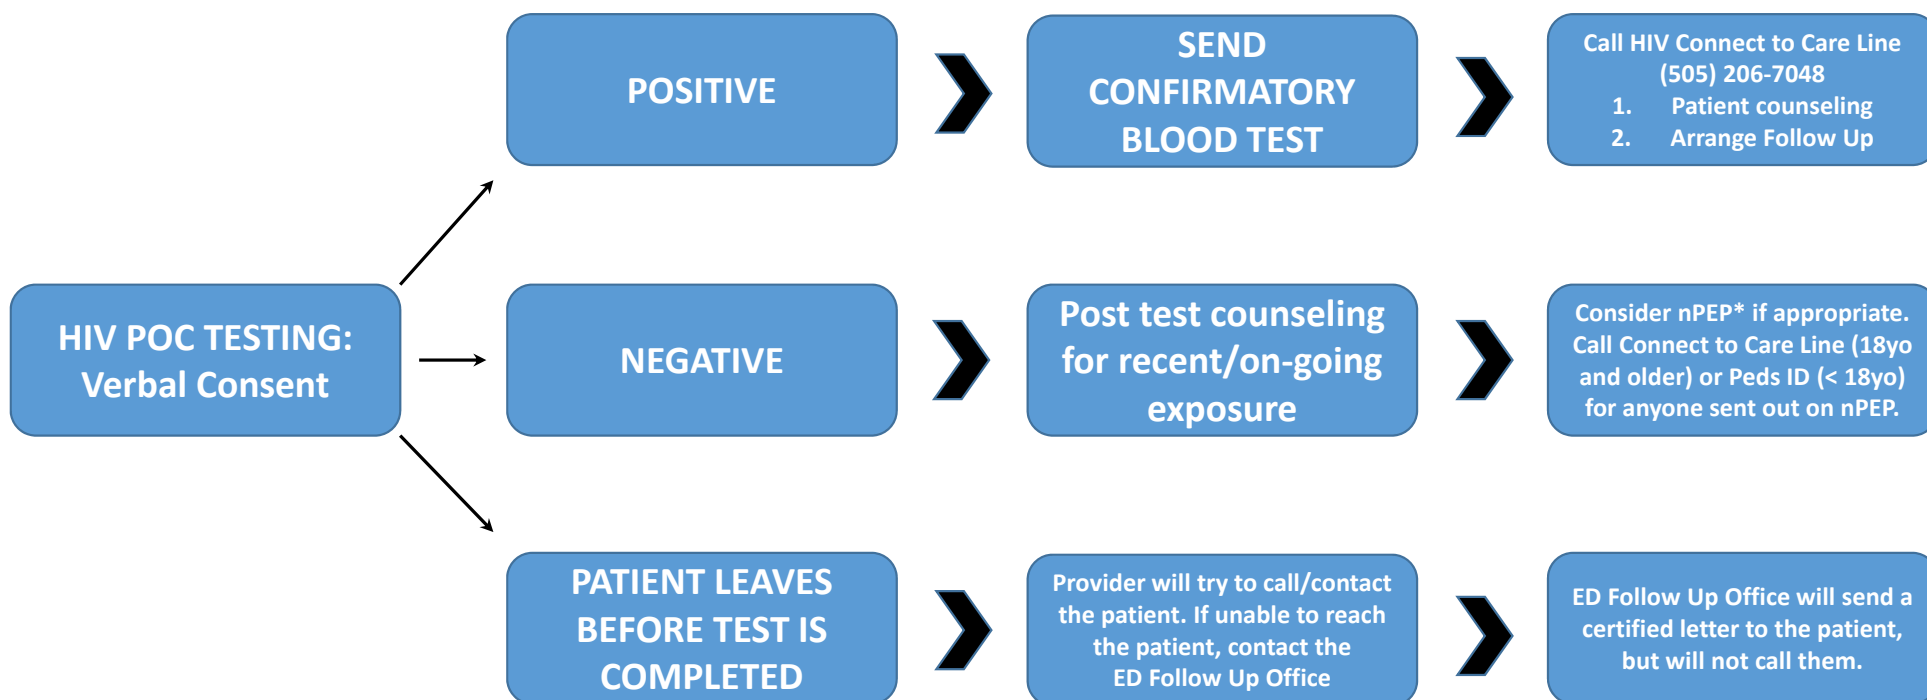 HIV POC TESTING:
Verbal Consent
POSITIVE
SEND
CONFIRMATORY
BLOOD TEST
Call HIV Connect to Care Line
(505) 206-7048
1. Patient counseling
2. Arrange Follow Up
NEGATIVE
Post test counseling
for recent/on-going
exposure
Consider nPEP* if appropriate.
Call Connect to Care Line (18yo
and older) or Peds ID (< 18yo)
for anyone sent out on nPEP.
PATIENT LEAVES
BEFORE TEST IS
COMPLETED
Provider will try to call/contact
the patient. If unable to reach
the patient, contact the
ED Follow Up Office
ED Follow Up Office will send a
certified letter to the patient,
but will not call them.